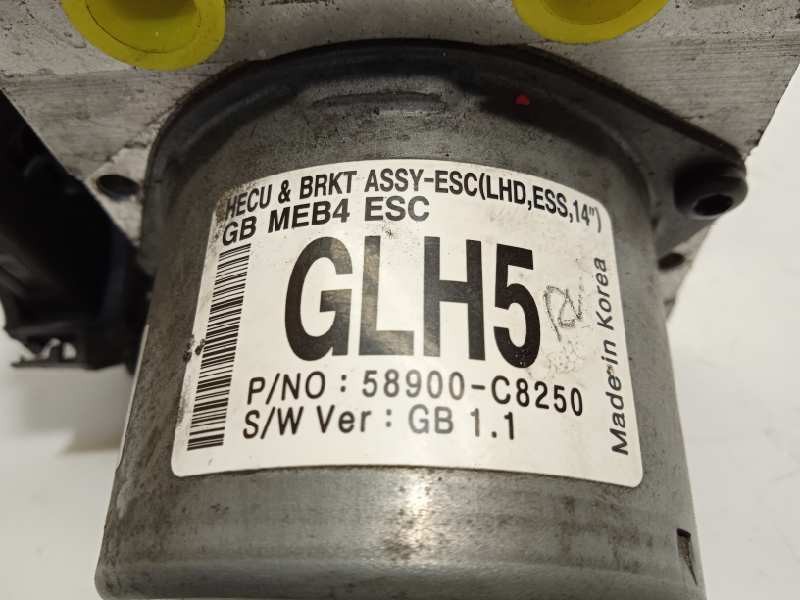 HECU & BRKT ASSY-ESC(LHD,ESS,14")
GB MEB4 ESC
GLH5
P/NO : 58900-C8250
S/W Ver : GB 1.1
Made in Korea